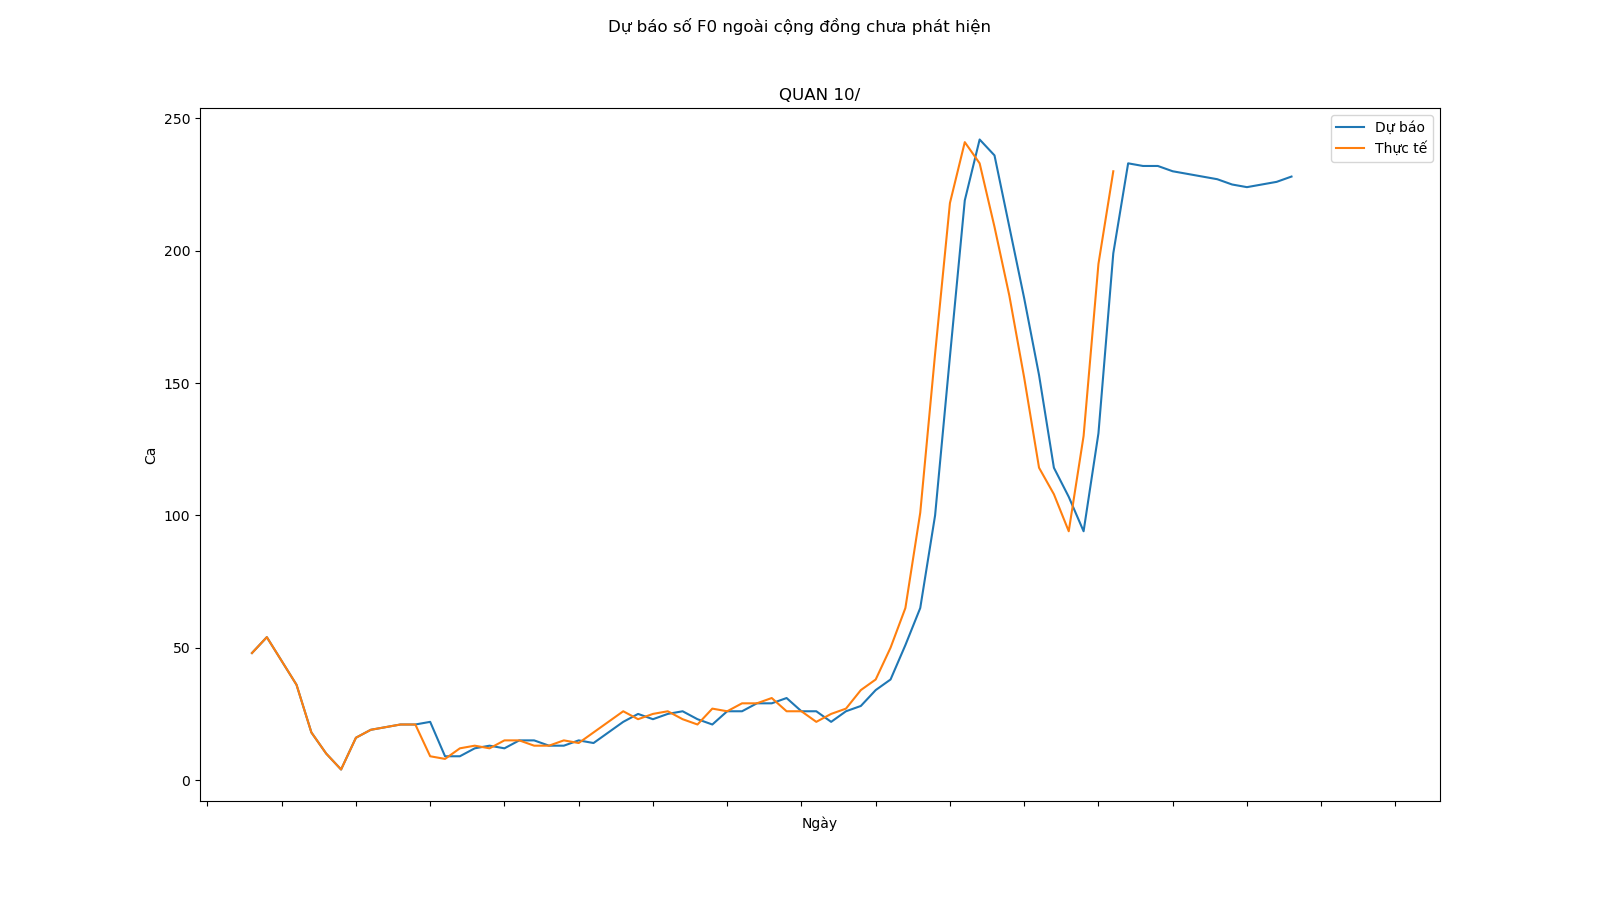 Dự báo số F0 ngoài cộng đồng chưa phát hiện
QUAN 10/
Dự báo
Thực tế
250
200
150
100
50
0
Ca
Ngày